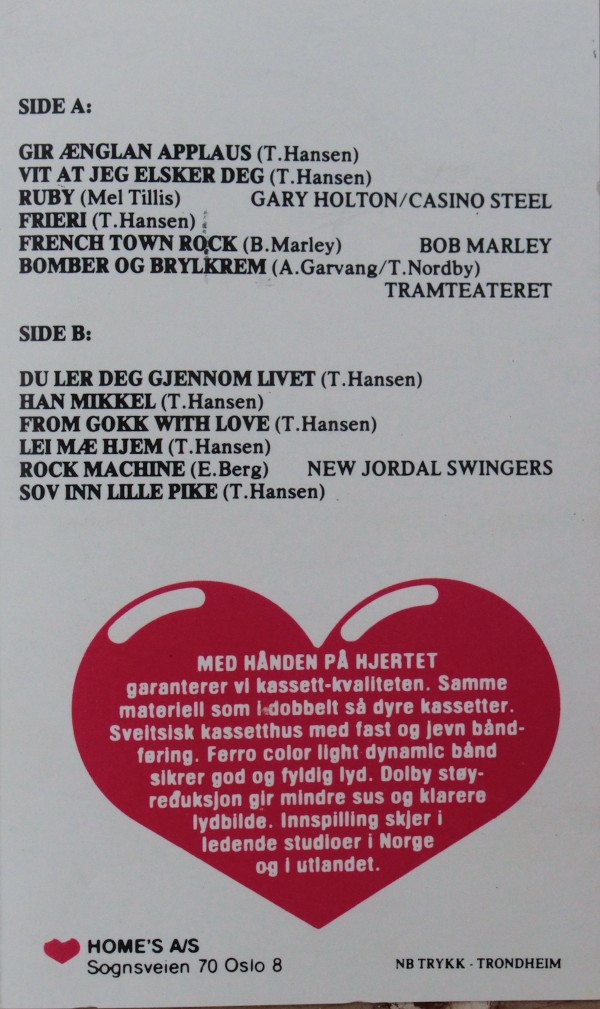 SIDE A:
GIR ÆNGLAN APPLAUS (T.Hansen)
VIT AT JEG ELSKER DEG (T.Hansen)
RUBY (Mel Tillis) GARY HOLTON/CASINO STEEL
FRIERI (T.Hansen)
FRENCH TOWN ROCK (B.Marley) BOB MARLEY
BOMBER OG BRYLKREM (A.Garvang/T.Nordby)
TRAMTEATERET
SIDE B:
DU LER DEG GJENNOM LIVET (T.Hansen)
HAN MIKKEL (T.Hansen)
FROM GOKK WITH LOVE (T.Hansen)
LEI MÆ HJEM (T.Hansen)
ROCK MACHINE (E.Berg) NEW JORDAL SWINGERS
SOV INN LILLE PIKE (T.Hansen)
MED HÅNDEN PÅ HJERTET
garanterer vi kassett-kvaliteten. Samme
materiell som i dobbelt så dyre kassetter.
Sveitsisk kassetthus med fast og jevn bånd-
føring. Ferro color light dynamic bånd
sikrer god og fyldig lyd. Dolby støy-
reduksjon gir mindre sus og klarere
lydbilde. Innspilling skjer i
ledende studioer i Norge
og i utlandet.
HOME'S A/S
Sognsveien 70 Oslo 8
NB TRYKK - TRONDHEIM